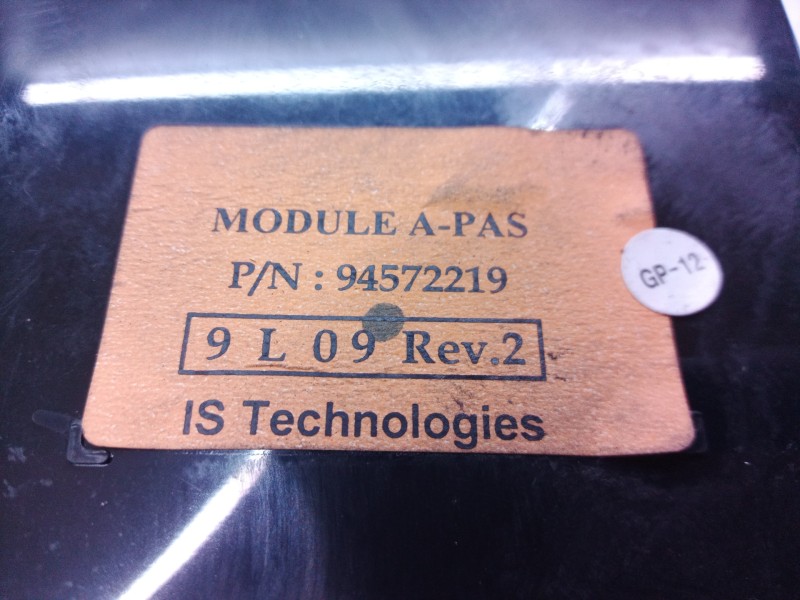 MODULE A-PAS
P/N : 94572219
GP-12
9 L 09 Rev.2
IS Technologies